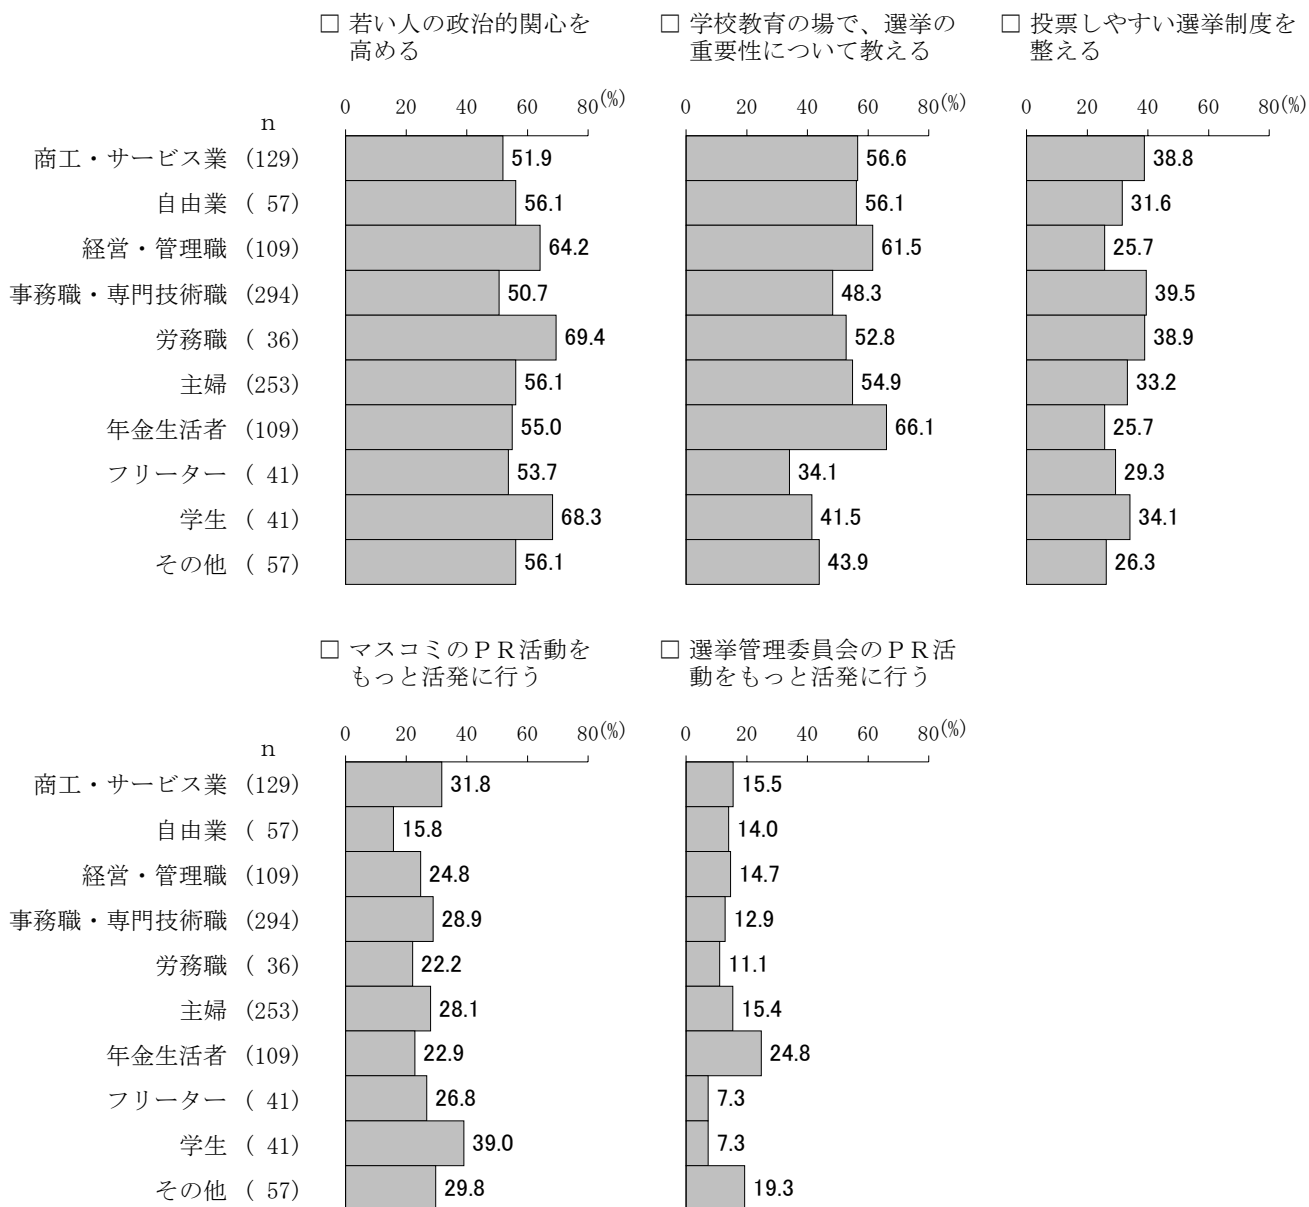 □ 若い人の政治的関心を
高める
□ 学校教育の場で、選挙の
重要性について教える
□ 投票しやすい選挙制度を
整える
0 20 40 60 80(%) 0 20 40 60 80(%) 0 20 40 60 80(%)
n
商工・サービス業 (129) 51.9 56.6 38.8
自由業 ( 57) 56.1 56.1 31.6
経営・管理職 (109) 64.2 61.5 25.7
事務職・専門技術職 (294) 50.7 48.3 39.5
労務職 ( 36) 69.4 52.8 38.9
主婦 (253) 56.1 54.9 33.2
年金生活者 (109) 55.0 66.1 25.7
フリーター ( 41) 53.7 34.1 29.3
学生 ( 41) 68.3 41.5 34.1
その他 ( 57) 56.1 43.9 26.3
□ マスコミのＰＲ活動を
もっと活発に行う
□ 選挙管理委員会のＰＲ活
動をもっと活発に行う
0 20 40 60 80(%) 0 20 40 60 80(%)
n
商工・サービス業 (129) 31.8 15.5
自由業 ( 57) 15.8 14.0
経営・管理職 (109) 24.8 14.7
事務職・専門技術職 (294) 28.9 12.9
労務職 ( 36) 22.2 11.1
主婦 (253) 28.1 15.4
年金生活者 (109) 22.9 24.8
フリーター ( 41) 26.8 7.3
学生 ( 41) 39.0 7.3
その他 ( 57) 29.8 19.3